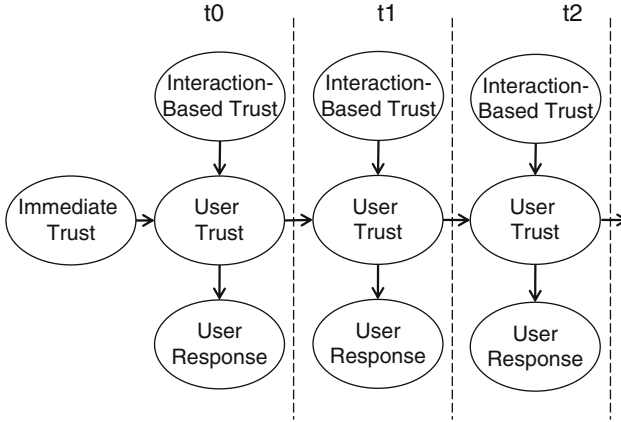 t0
t1
t2
Interaction-
Based Trust
Interaction-
Based Trust
Interaction-
Based Trust
Immediate
Trust
User
Trust
User
Trust
User
Trust
User
Response
User
Response
User
Response